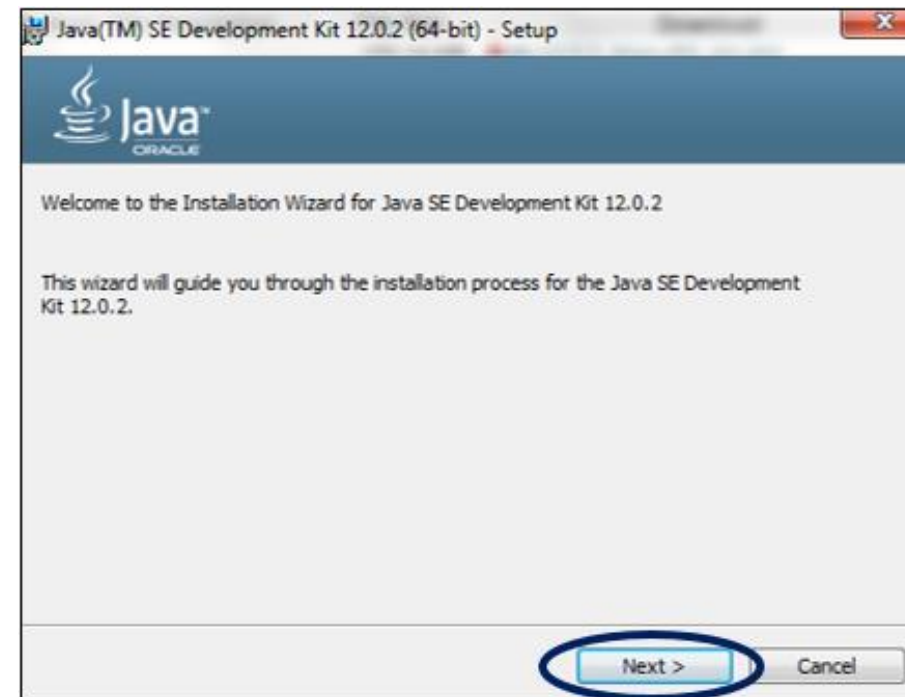 Java(TM) SE Development Kit 12.0.2 (64-bit) - Setup
Java™
ORACLE
Welcome to the Installation Wizard for Java SE Development Kit 12.0.2
This wizard will guide you through the installation process for the Java SE Development
Kit 12.0.2.
Next >
Cancel